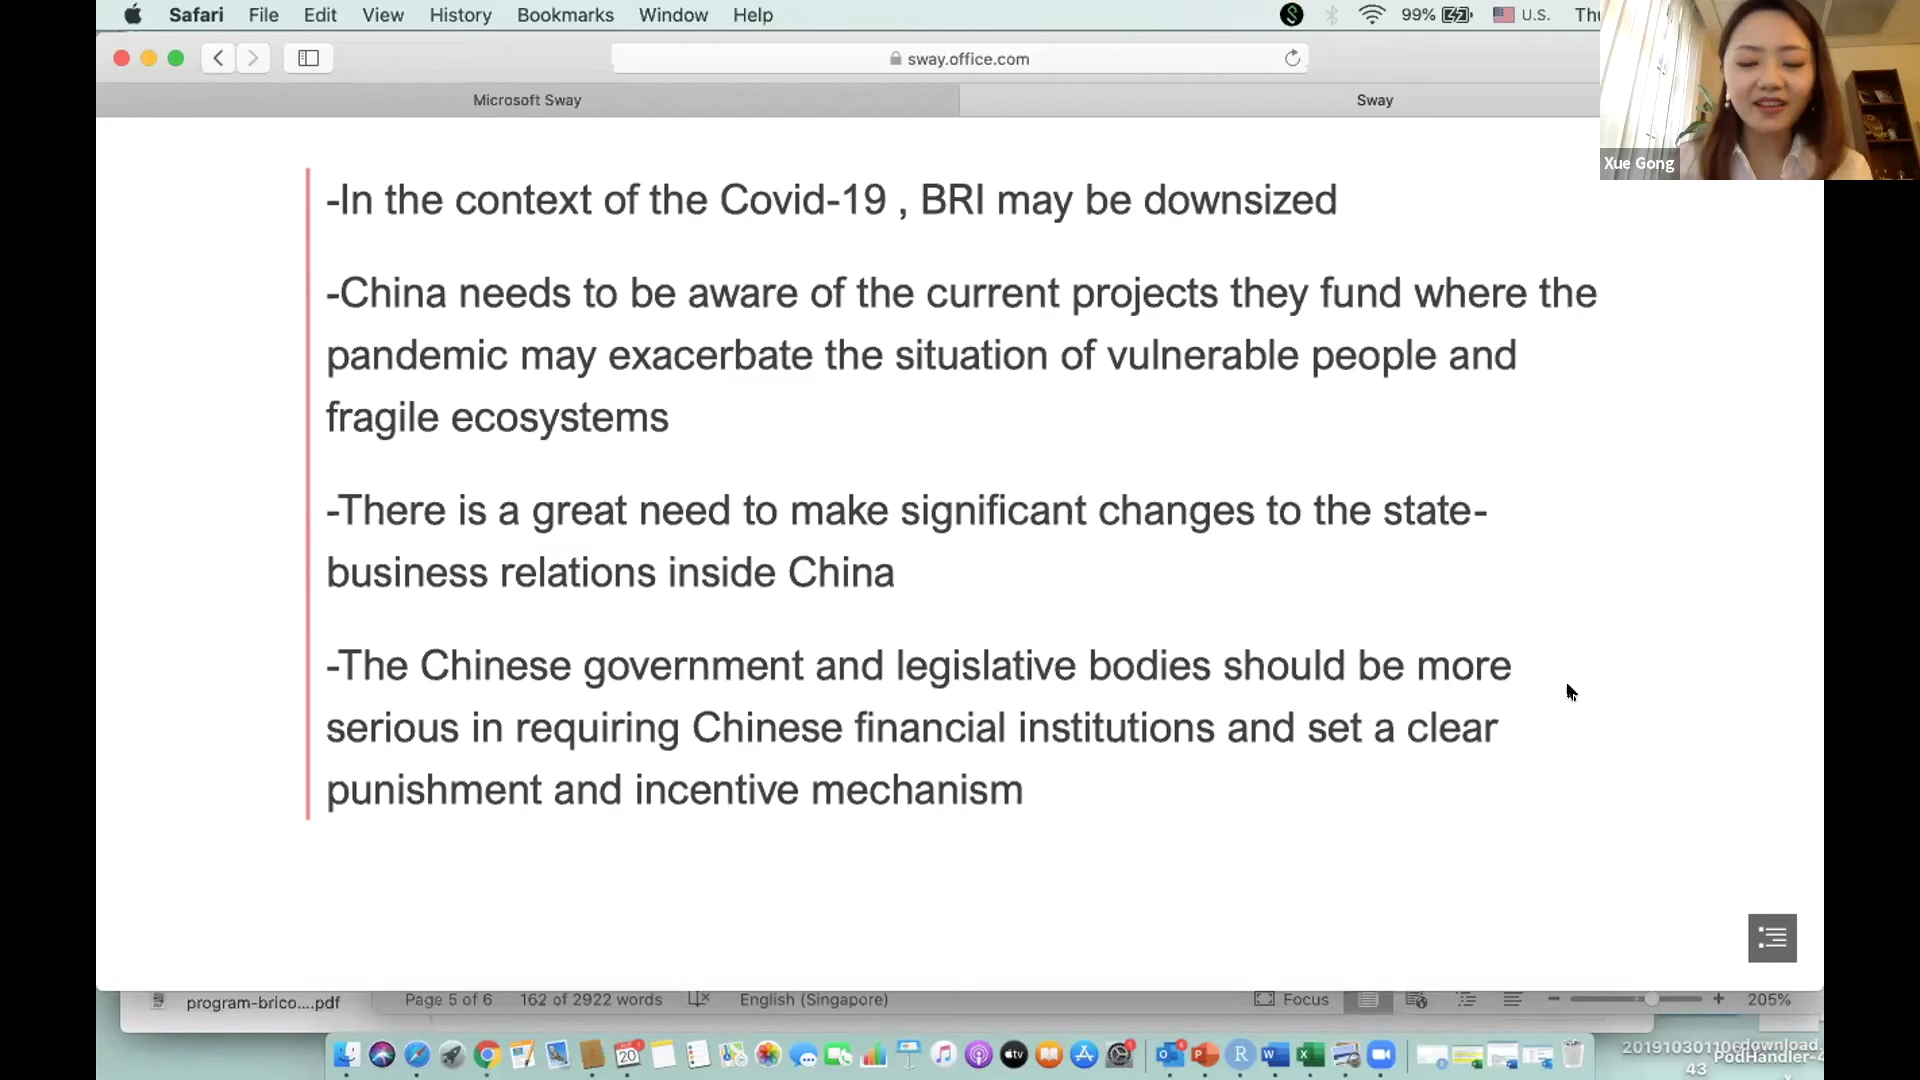 Safari File Edit View History Bookmarks Window Help 99% U.S. Thu
sway.office.com
Microsoft Sway Sway
Xue Gong
-In the context of the Covid-19 , BRI may be downsized
-China needs to be aware of the current projects they fund where the
pandemic may exacerbate the situation of vulnerable people and
fragile ecosystems
-There is a great need to make significant changes to the state-
business relations inside China
-The Chinese government and legislative bodies should be more
serious in requiring Chinese financial institutions and set a clear
punishment and incentive mechanism
program-brico....pdf Page 5 of 6 162 of 2922 words English (Singapore) Focus 205%
20 tv
43